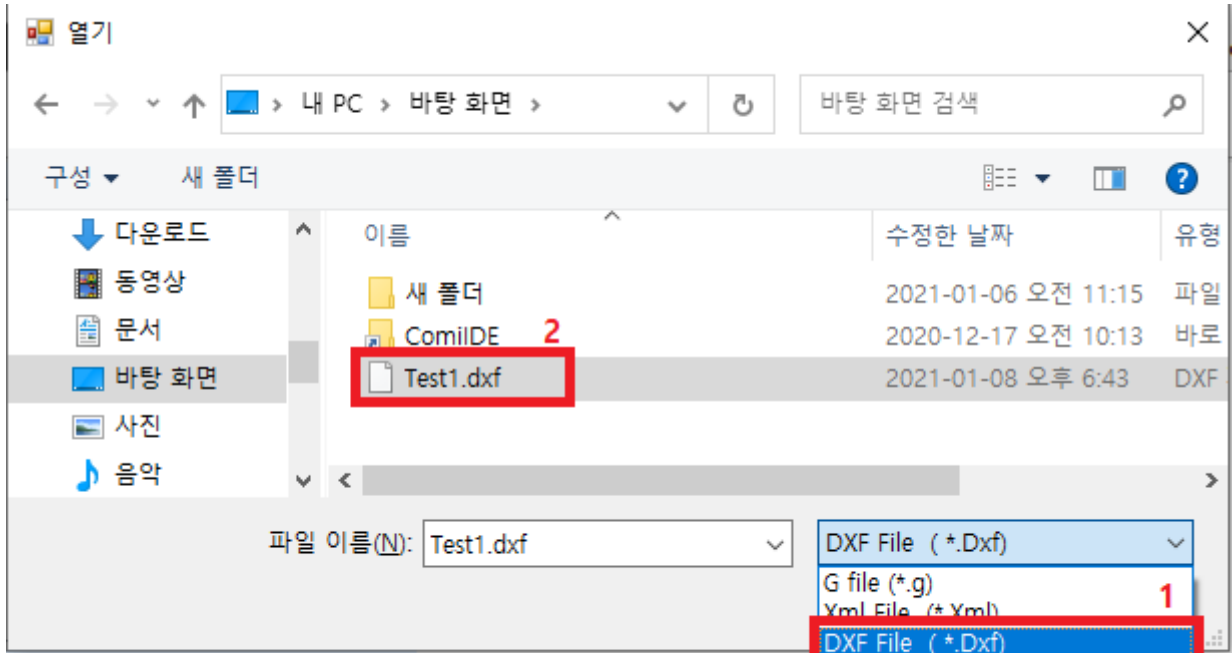 열기
내 PC > 바탕 화면 >
바탕 화면 검색
구성
새 폴더
다운로드
동영상
문서
바탕 화면
사진
음악
이름 수정한 날짜 유형
새 폴더 2021-01-06 오전 11:15 파일
ComiIDE 2020-12-17 오전 10:13 바로
2
Test1.dxf 2021-01-08 오후 6:43 DXF
파일 이름(N): Test1.dxf
DXF File ( *.Dxf)
G file (*.g)
1
Xml File (*.Xml)
DXF File ( *.Dxf)